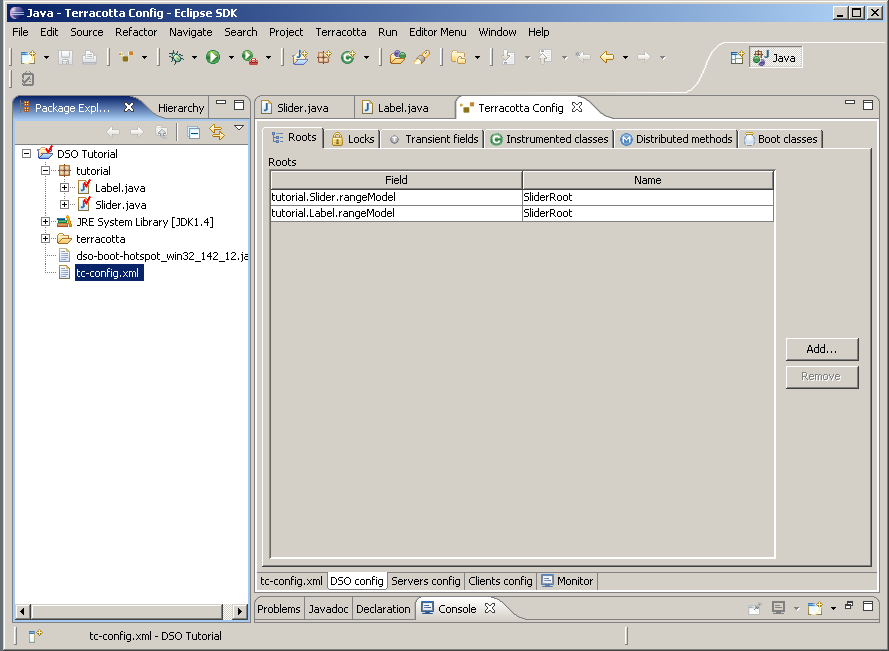 Java - Terracotta Config - Eclipse SDK
File Edit Source Refactor Navigate Search Project Terracotta Run Editor Menu Window Help
Java
Package Expl... Hierarchy
DSO Tutorial
tutorial
Label.java
Slider.java
JRE System Library [JDK1.4]
terracotta
dso-boot-hotspot_win32_142_12.ja
tc-config.xml
Slider.java Label.java Terracotta Config
Roots Locks Transient fields Instrumented classes Distributed methods Boot classes
Roots
Field Name
tutorial.Slider.rangeModel SliderRoot
tutorial.Label.rangeModel SliderRoot
Add...
Remove
tc-config.xml DSO config Servers config Clients config Monitor
Problems Javadoc Declaration Console
tc-config.xml - DSO Tutorial